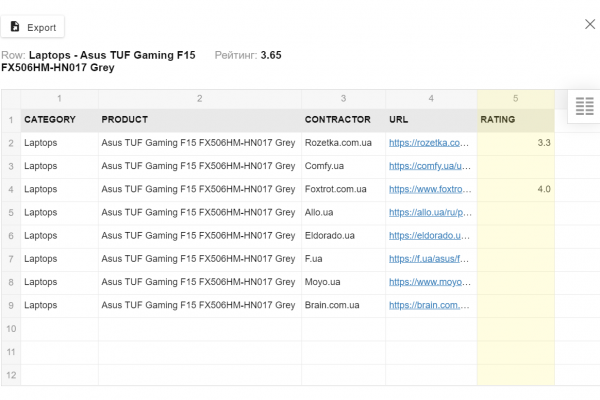 Export
Row: Laptops - Asus TUF Gaming F15 Рейтинг: 3.65
FX506HM-HN017 Grey
1 2 3 4 5
1 CATEGORY PRODUCT CONTRACTOR URL RATING
2 Laptops Asus TUF Gaming F15 FX506HM-HN017 Grey Rozetka.com.ua https://rozetka.co... 3.3
3 Laptops Asus TUF Gaming F15 FX506HM-HN017 Grey Comfy.ua https://comfy.ua/u...
4 Laptops Asus TUF Gaming F15 FX506HM-HN017 Grey Foxtrot.com.ua https://www.foxtro... 4.0
5 Laptops Asus TUF Gaming F15 FX506HM-HN017 Grey Allo.ua https://allo.ua/ru/p...
6 Laptops Asus TUF Gaming F15 FX506HM-HN017 Grey Eldorado.ua https://eldorado.u...
7 Laptops Asus TUF Gaming F15 FX506HM-HN017 Grey F.ua https://f.ua/asus/f...
8 Laptops Asus TUF Gaming F15 FX506HM-HN017 Grey Moyo.ua https://www.moyo...
9 Laptops Asus TUF Gaming F15 FX506HM-HN017 Grey Brain.com.ua https://brain.com....
10
11
12